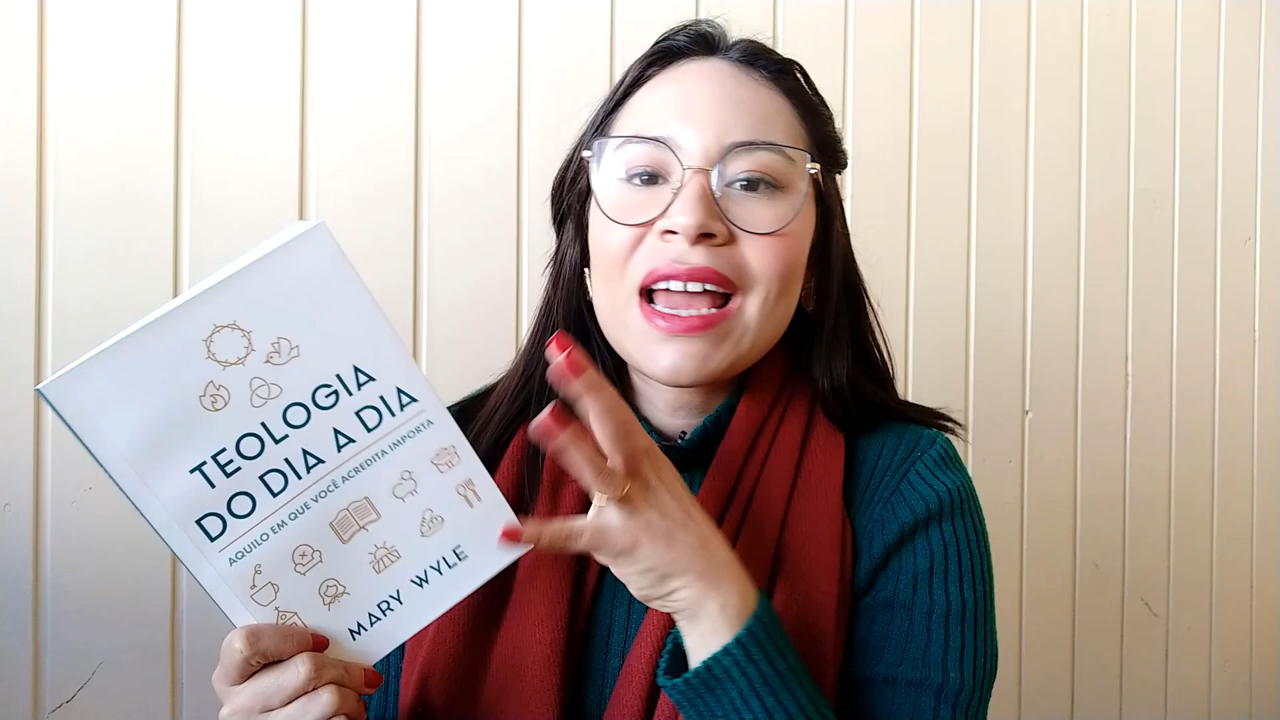 TEOLOGIA
DO DIA A DIA
AQUILO EM QUE VOCÊ ACREDITA IMPORTA
MARY WYLE